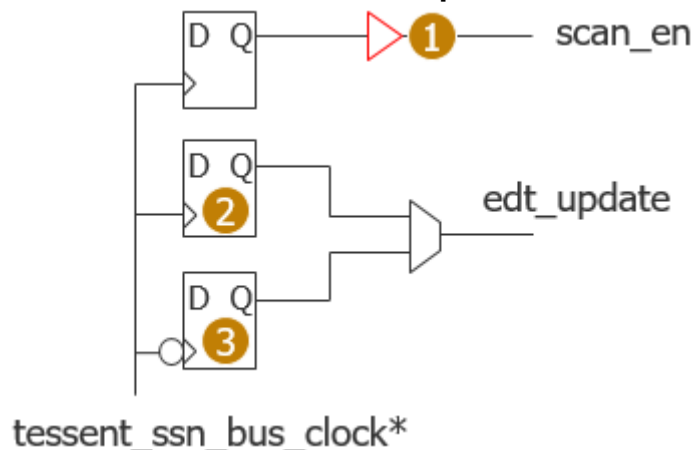 D Q
1
scan_en
D Q
2
edt_update
D Q
3
tessent_ssn_bus_clock*